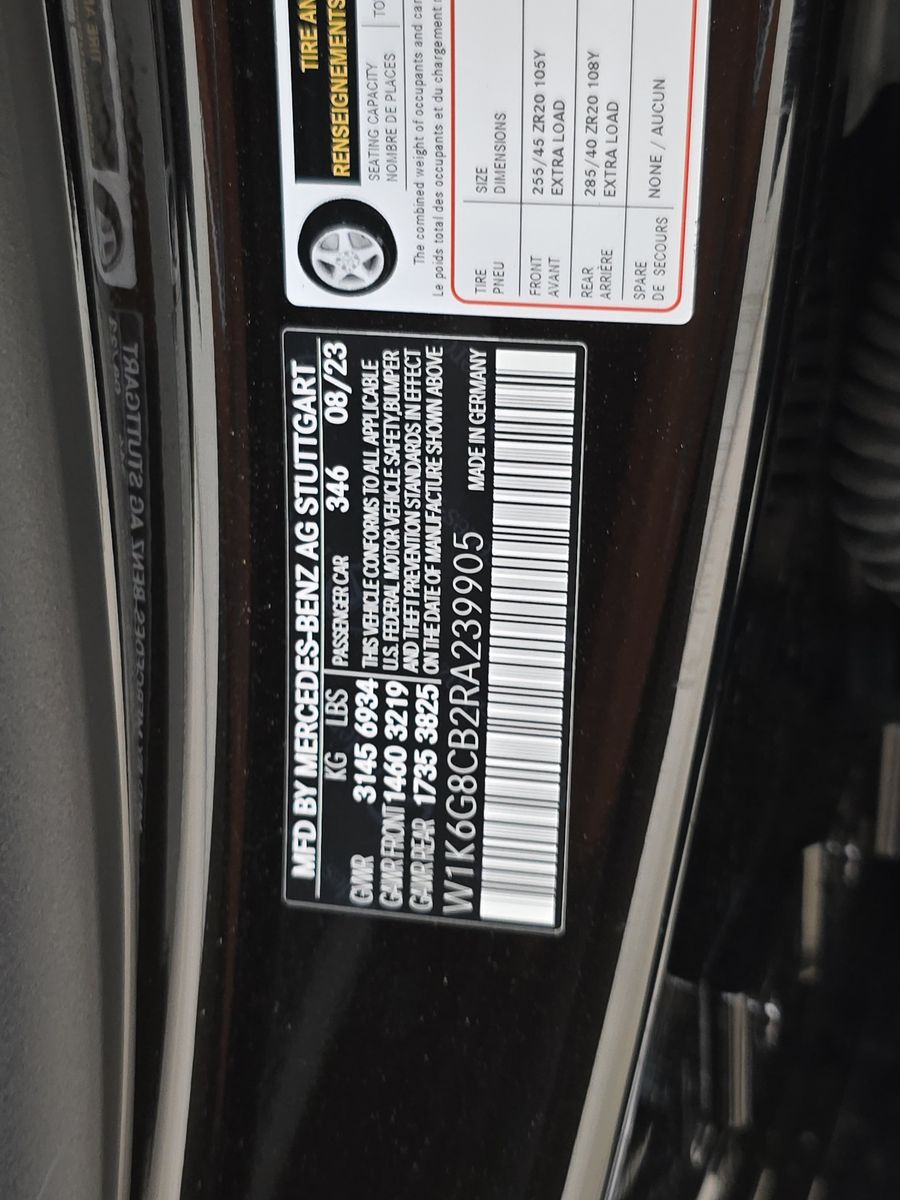 MFD BY MERCEDES-BENZ AG STUTTGART
KG LBS PASSENGER CAR 346 08/23
GVWR 3145 6934 THIS VEHICLE CONFORMS TO ALL APPLICABLE
GAWR FRONT 1460 3219 U.S. FEDERAL MOTOR VEHICLE SAFETY,BUMPER
GAWR REAR 1735 3825 AND THEFT PREVENTION STANDARDS IN EFFECT
ON THE DATE OF MANUFACTURE SHOWN ABOVE
W1K6G8CB2RA239905 MADE IN GERMANY
TIRE AN
RENSEIGNEMENTS
SEATING CAPACITY TO
NOMBRE DE PLACES
The combined weight of occupants and car
Le poids total des occupants et du chargement
TIRE SIZE
PNEU DIMENSIONS
FRONT 255/45 ZR20 105Y
AVANT EXTRA LOAD
REAR 285/40 ZR20 108Y
ARRIÈRE EXTRA LOAD
SPARE NONE / AUCUN
DE SECOURS